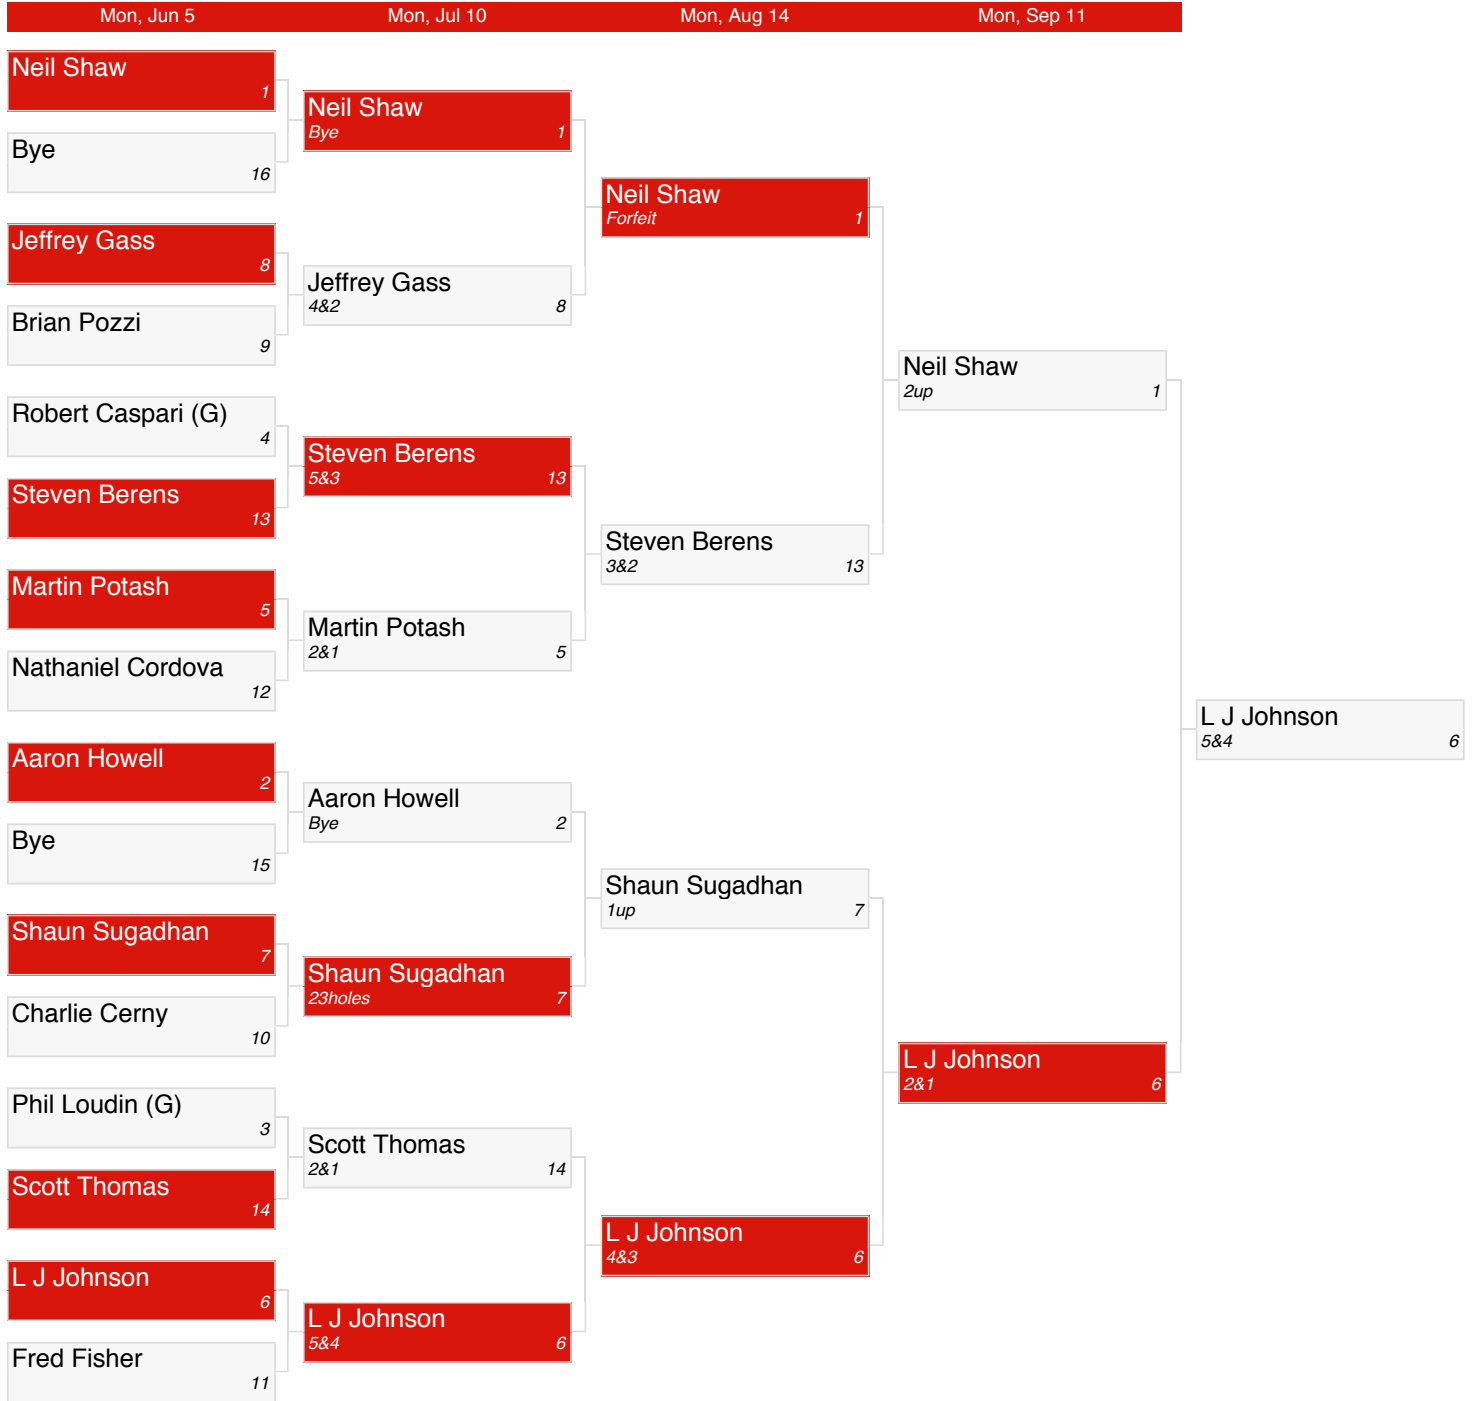 Mon, Jun 5
Mon, Jul 10
Mon, Aug 14
Mon, Sep 11
Neil Shaw
1
Bye
16
Jeffrey Gass
8
Brian Pozzi
9
Robert Caspari (G)
4
Steven Berens
13
Martin Potash
5
Nathaniel Cordova
12
Aaron Howell
2
Bye
15
Shaun Sugadhan
7
Charlie Cerny
10
Phil Loudin (G)
3
Scott Thomas
14
L J Johnson
6
Fred Fisher
11
Neil Shaw
Bye 1
Jeffrey Gass
4&2 8
Steven Berens
5&3 13
Martin Potash
2&1 5
Aaron Howell
Bye 2
Shaun Sugadhan
23holes 7
Scott Thomas
2&1 14
L J Johnson
5&4 6
Neil Shaw
Forfeit 1
Steven Berens
3&2 13
Shaun Sugadhan
1up 7
L J Johnson
4&3 6
Neil Shaw
2up 1
L J Johnson
2&1 6
L J Johnson
5&4 6